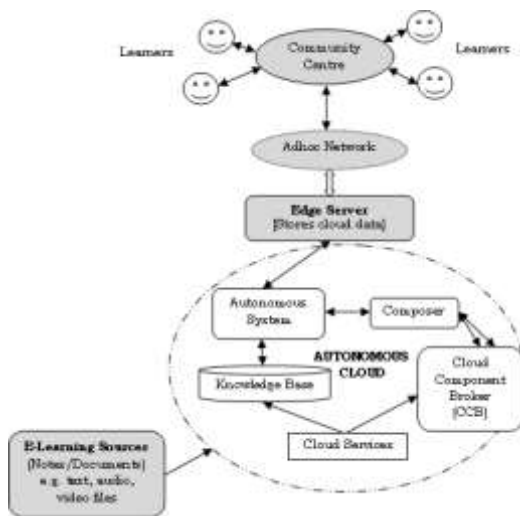 Learners
Community
Centre
Learners
Adhoc Network
Edge Server
[Stores cloud data]
Autonomous
System
Composer
AUTONOMOUS
CLOUD
Knowledge Base
Cloud
Component
Broker
[CCB]
Cloud Services
E-Learning Sources
(Notes/Documents)
e.g. text, audio,
video files